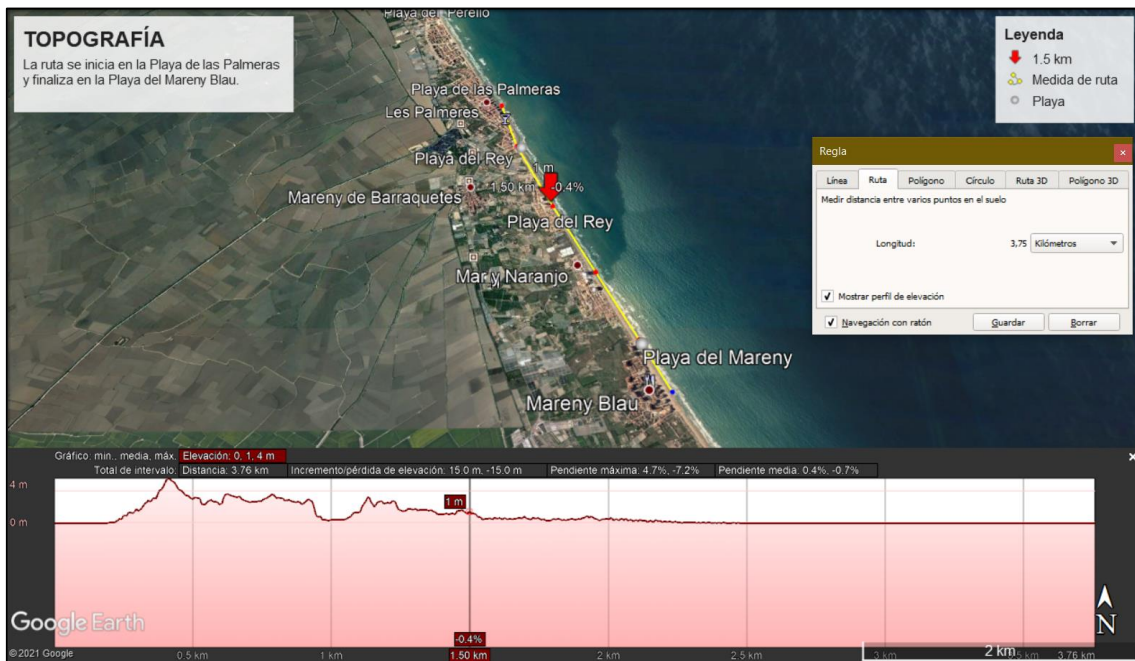 Playa del Perelló
TOPOGRAFÍA
La ruta se inicia en la Playa de las Palmeras
y finaliza en la Playa del Mareny Blau.
Leyenda
1.5 km
Medida de ruta
Playa
Playa de las Palmeras
Les Palmeres
Playa del Rey
1 m
1.50 km -0.4%
Mareny de Barraquetes
Playa del Rey
Mar y Naranjo
Playa del Mareny
Mareny Blau
Regla
Línea Ruta Polígono Círculo Ruta 3D Polígono 3D
Medir distancia entre varios puntos en el suelo
Longitud: 3,75 Kilómetros
Mostrar perfil de elevación
Navegación con ratón Guardar Borrar
Gráfico: min., media, máx. Elevación: 0, 1, 4 m
Total de intervalo: Distancia: 3.76 km Incremento/pérdida de elevación: 15.0 m, -15.0 m Pendiente máxima: 4.7%, -7.2% Pendiente media: 0.4%, -0.7%
4 m
1 m
0 m
Google Earth
N
-0.4%
2 km
©2021 Google 0.5 km 1 km 1.50 km 2 km 2.5 km 3 km 3.5 km 3.76 km